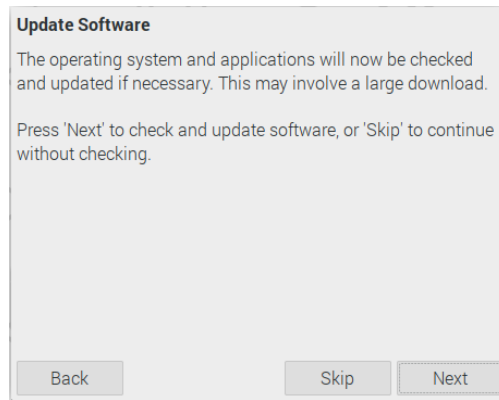 Update Software
The operating system and applications will now be checked
and updated if necessary. This may involve a large download.
Press 'Next' to check and update software, or 'Skip' to continue
without checking.
Back Skip Next